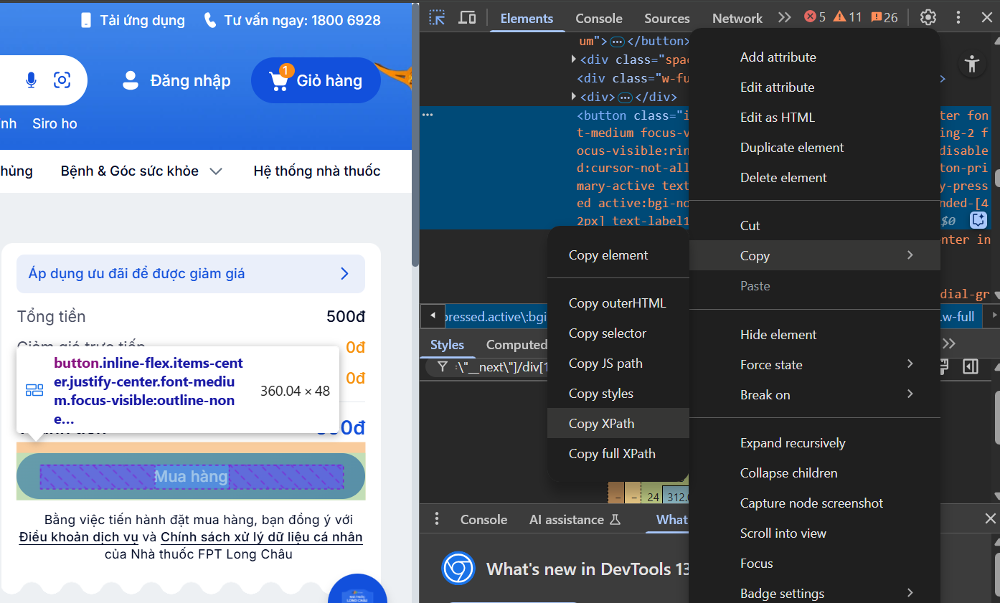 Tải ứng dụng
Tư vấn ngay: 1800 6928
1
Đăng nhập
Giỏ hàng
Siro ho
Bệnh & Góc sức khỏe
Hệ thống nhà thuốc
Áp dụng ưu đãi để được giảm giá
Tổng tiền
500đ
Giảm giá trực tiếp
0đ
button.inline-flex.items-cent
er.justify-center.font-mediu
m.focus-visible:outline-non
e...
360.04 × 48
0đ
0đ
Mua hàng
Bằng việc tiến hành đặt mua hàng, bạn đồng ý với
Điều khoản dịch vụ và Chính sách xử lý dữ liệu cá nhân
của Nhà thuốc FPT Long Châu
LONG CHÂU
Elements
Console
Sources
Network
5
11
26
um">…</button>
<div class="spac
<div class="w-fu
>
<div>…</div>
<button class="i
ter fon
t-medium focus-v
ing-2 f
ocus-visible:rin
disable
d:cursor-not-all
ton-pri
mary-active text
y-press
ed active:bgi-no
nded-[4
2px] text-label1
$0
nter in
dial-gr
pressed.active\:bgi
.w-full
Styles
Computed
:\"__next\"]/div[1
Add attribute
Edit attribute
Edit as HTML
Duplicate element
Delete element
Cut
Copy
Paste
Hide element
Force state
Break on
Expand recursively
Collapse children
Capture node screenshot
Scroll into view
Focus
Badge settings
Copy element
Copy outerHTML
Copy selector
Copy JS path
Copy styles
Copy XPath
Copy full XPath
–
–
24
312.
Console
AI assistance
What
What's new in DevTools 13